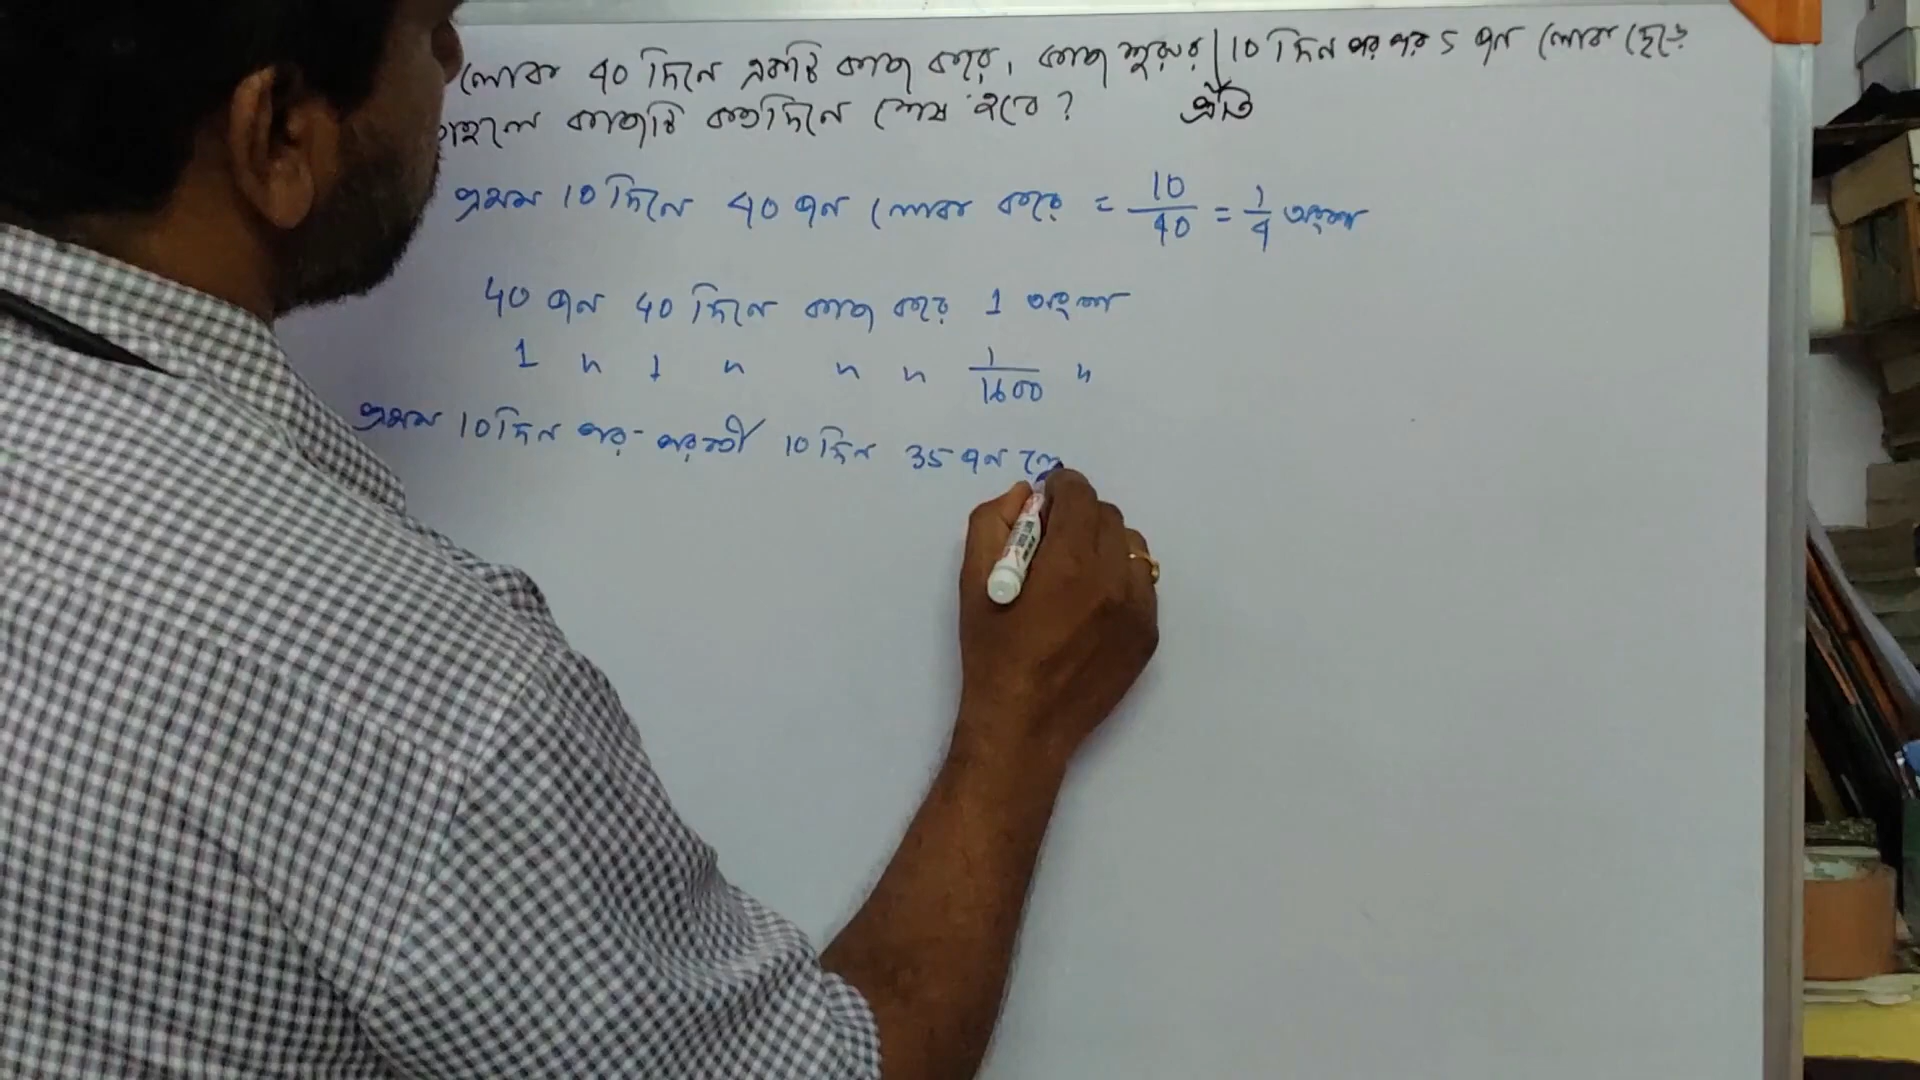 লোক 40 দিনে একটি কাজ করে, কাজ শুরুর | 10 দিন পর পর 5 জন লোক ছেড়ে
প্রতি
তাহলে কাজটি কতদিনে শেষ হবে ?
প্রথম 10 দিনে 40 জন লোক করে = 10/40 = 1/4 অংশ
40 জন 40 দিনে কাজ করে 1 অংশ
1 " 1 " " " 1/1600 "
প্রথম 10 দিন পর - পরবর্তী 10 দিন 35 জন লো